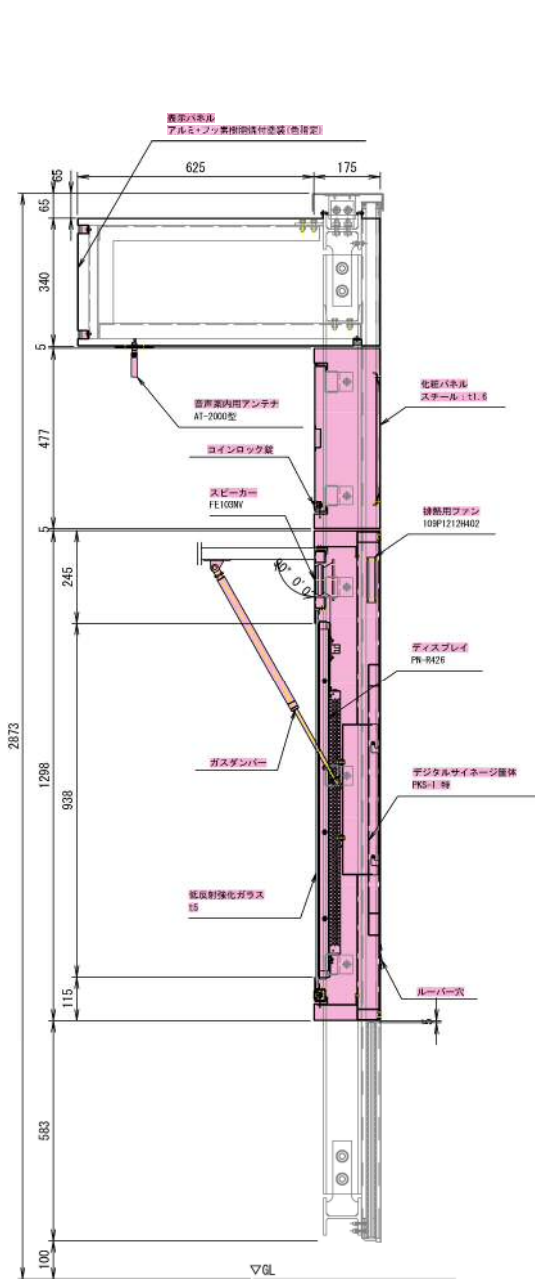 表示パネル
アルミ+フッ素樹脂焼付塗装(色指定)
625
175
65
65
340
5
音声案内用アンテナ
AT-2000型
化粧パネル
スチール：t1.6
477
コインロック錠
スピーカー
FE103NV
排熱用ファン
109P1212H402
5
245
90° 0.0
ディスプレイ
PN-R426
2873
1298
938
ガスダンパー
デジタルサイネージ筐体
PKS-I 特
低反射強化ガラス
t5
115
ルーバー穴
583
100
▽GL